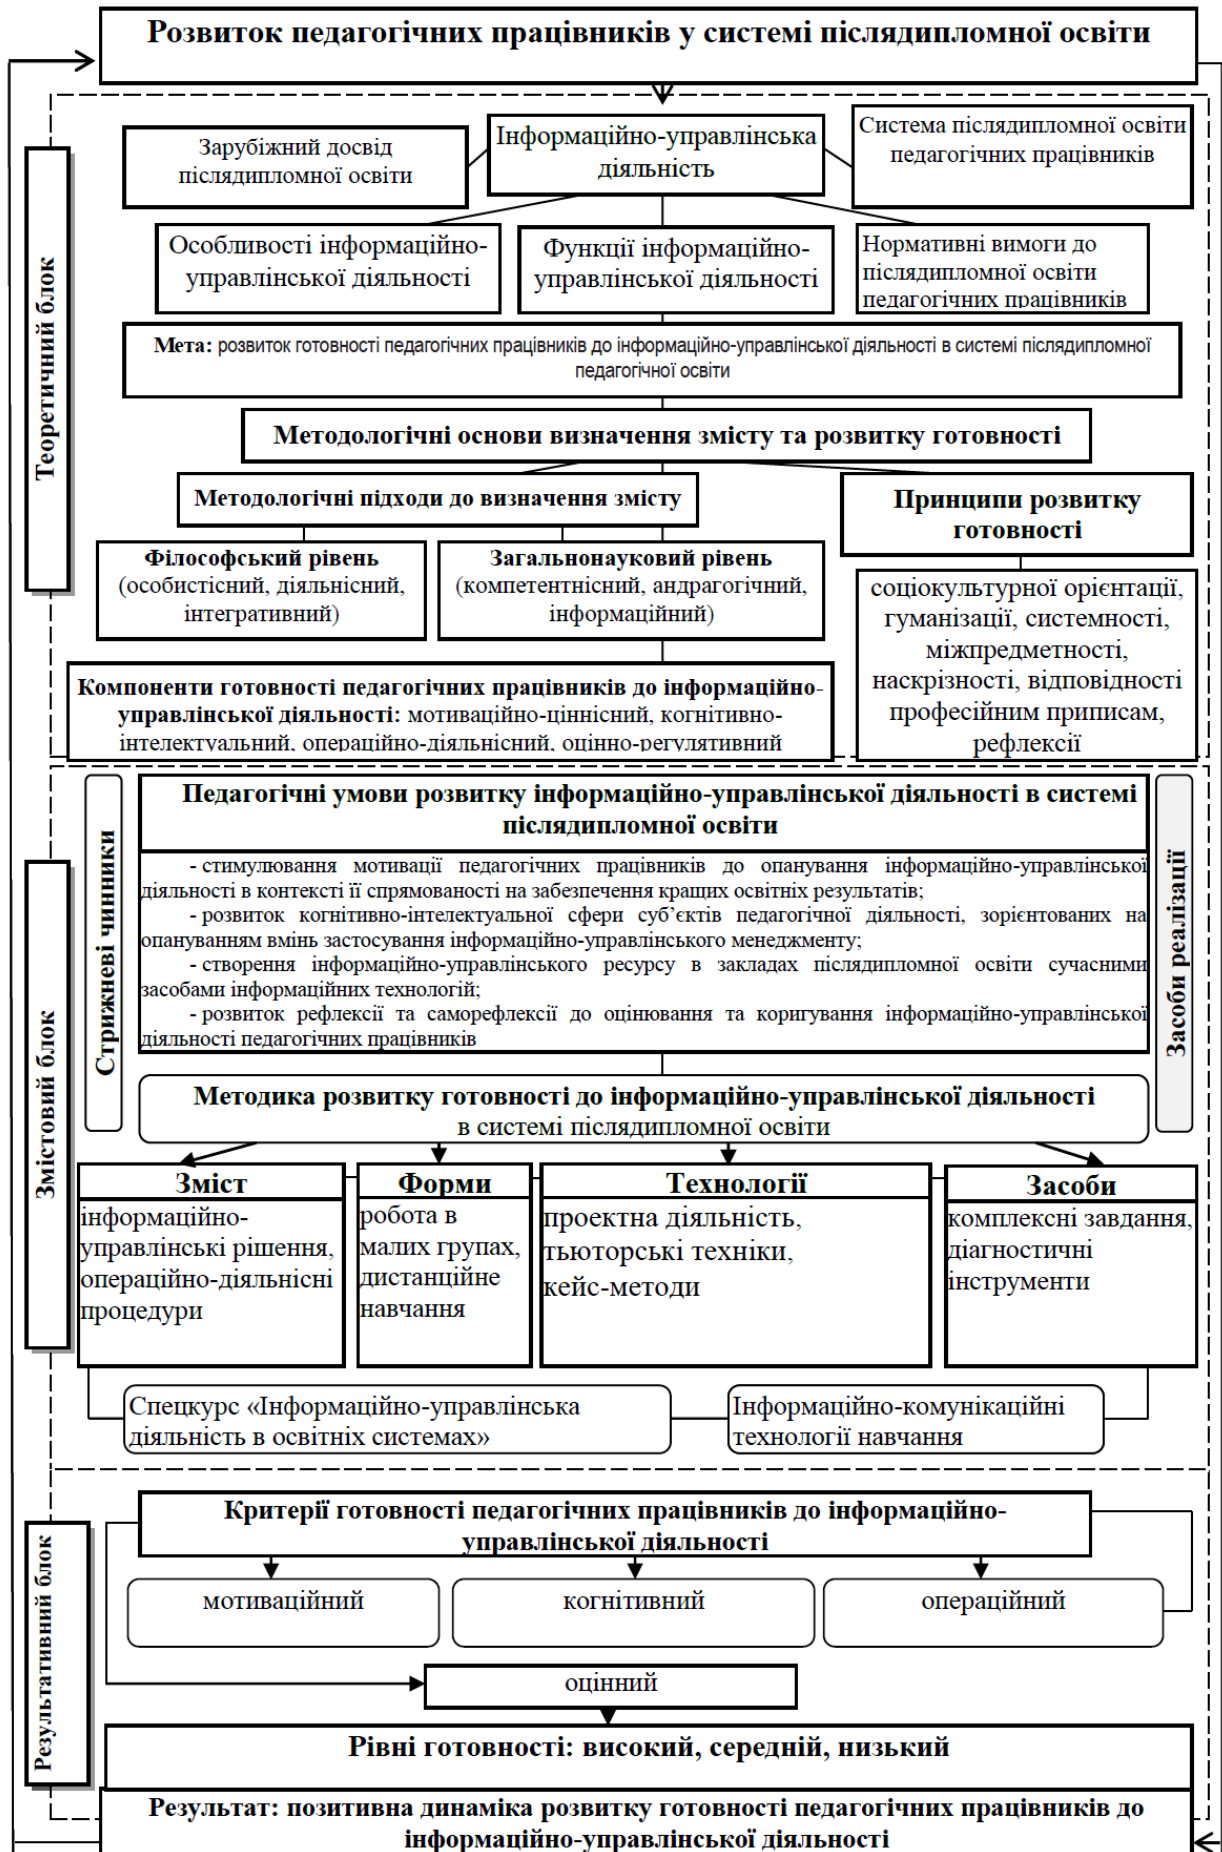 Розвиток педагогічних працівників у системі післядипломної освіти
Теоретичний блок
Зарубіжний досвід
післядипломної освіти
Інформаційно-управлінська
діяльність
Система післядипломної освіти
педагогічних працівників
Особливості інформаційно-
управлінської діяльності
Функції інформаційно-
управлінської діяльності
Нормативні вимоги до
післядипломної освіти
педагогічних працівників
Мета: розвиток готовності педагогічних працівників до інформаційно-управлінської діяльності в системі післядипломної
педагогічної освіти
Методологічні основи визначення змісту та розвитку готовності
Методологічні підходи до визначення змісту
Принципи розвитку
готовності
Філософський рівень
(особистісний, діяльнісний,
інтегративний)
Загальнонауковий рівень
(компетентнісний, андрагогічний,
інформаційний)
соціокультурної орієнтації,
гуманізації, системності,
міжпредметності,
наскрізності, відповідності
професійним приписам,
рефлексії
Компоненти готовності педагогічних працівників до інформаційно-
управлінської діяльності: мотиваційно-ціннісний, когнітивно-
інтелектуальний, операційно-діяльнісний, оцінно-регулятивний
Змістовий блок
Стрижневі чинники
Педагогічні умови розвитку інформаційно-управлінської діяльності в системі
післядипломної освіти
- стимулювання мотивації педагогічних працівників до опанування інформаційно-управлінської
діяльності в контексті її спрямованості на забезпечення кращих освітніх результатів;
- розвиток когнітивно-інтелектуальної сфери суб’єктів педагогічної діяльності, зорієнтованих на
опануванням вмінь застосування інформаційно-управлінського менеджменту;
- створення інформаційно-управлінського ресурсу в закладах післядипломної освіти сучасними
засобами інформаційних технологій;
- розвиток рефлексії та саморефлексії до оцінювання та коригування інформаційно-управлінської
діяльності педагогічних працівників
Засоби реалізації
Методика розвитку готовності до інформаційно-управлінської діяльності
в системі післядипломної освіти
Зміст
інформаційно-
управлінські рішення,
операційно-діяльнісні
процедури
Форми
робота в
малих групах,
дистанційне
навчання
Технології
проектна діяльність,
тьюторські техніки,
кейс-методи
Засоби
комплексні завдання,
діагностичні
інструменти
Спецкурс «Інформаційно-управлінська
діяльність в освітніх системах»
Інформаційно-комунікаційні
технології навчання
Результативний блок
Критерії готовності педагогічних працівників до інформаційно-
управлінської діяльності
мотиваційний
когнітивний
операційний
оцінний
Рівні готовності: високий, середній, низький
Результат: позитивна динаміка розвитку готовності педагогічних працівників до
інформаційно-управлінської діяльності